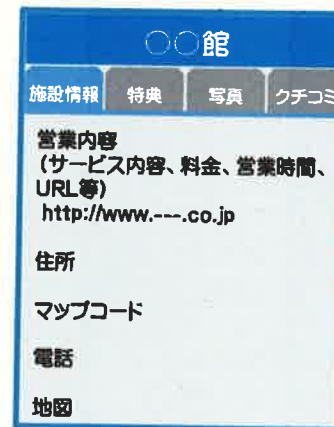 〇〇館
施設情報 特典 写真 クチコミ
営業内容
(サービス内容、料金、営業時間、
URL等)
http://www.---.co.jp
住所
マップコード
電話
地図